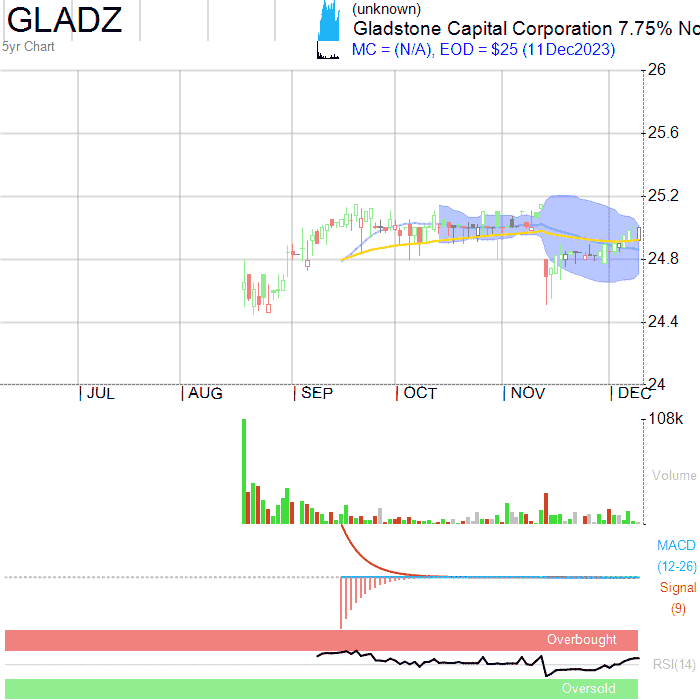 GLADZ
5yr Chart
(unknown)
Gladstone Capital Corporation 7.75% No
MC = (N/A), EOD = $25 (11Dec2023)
26
25.6
25.2
24.8
24.4
24
JUL AUG SEP OCT NOV DEC
108k
Volume
MACD
(12-26)
Signal
(9)
Overbought
RSI(14)
Oversold